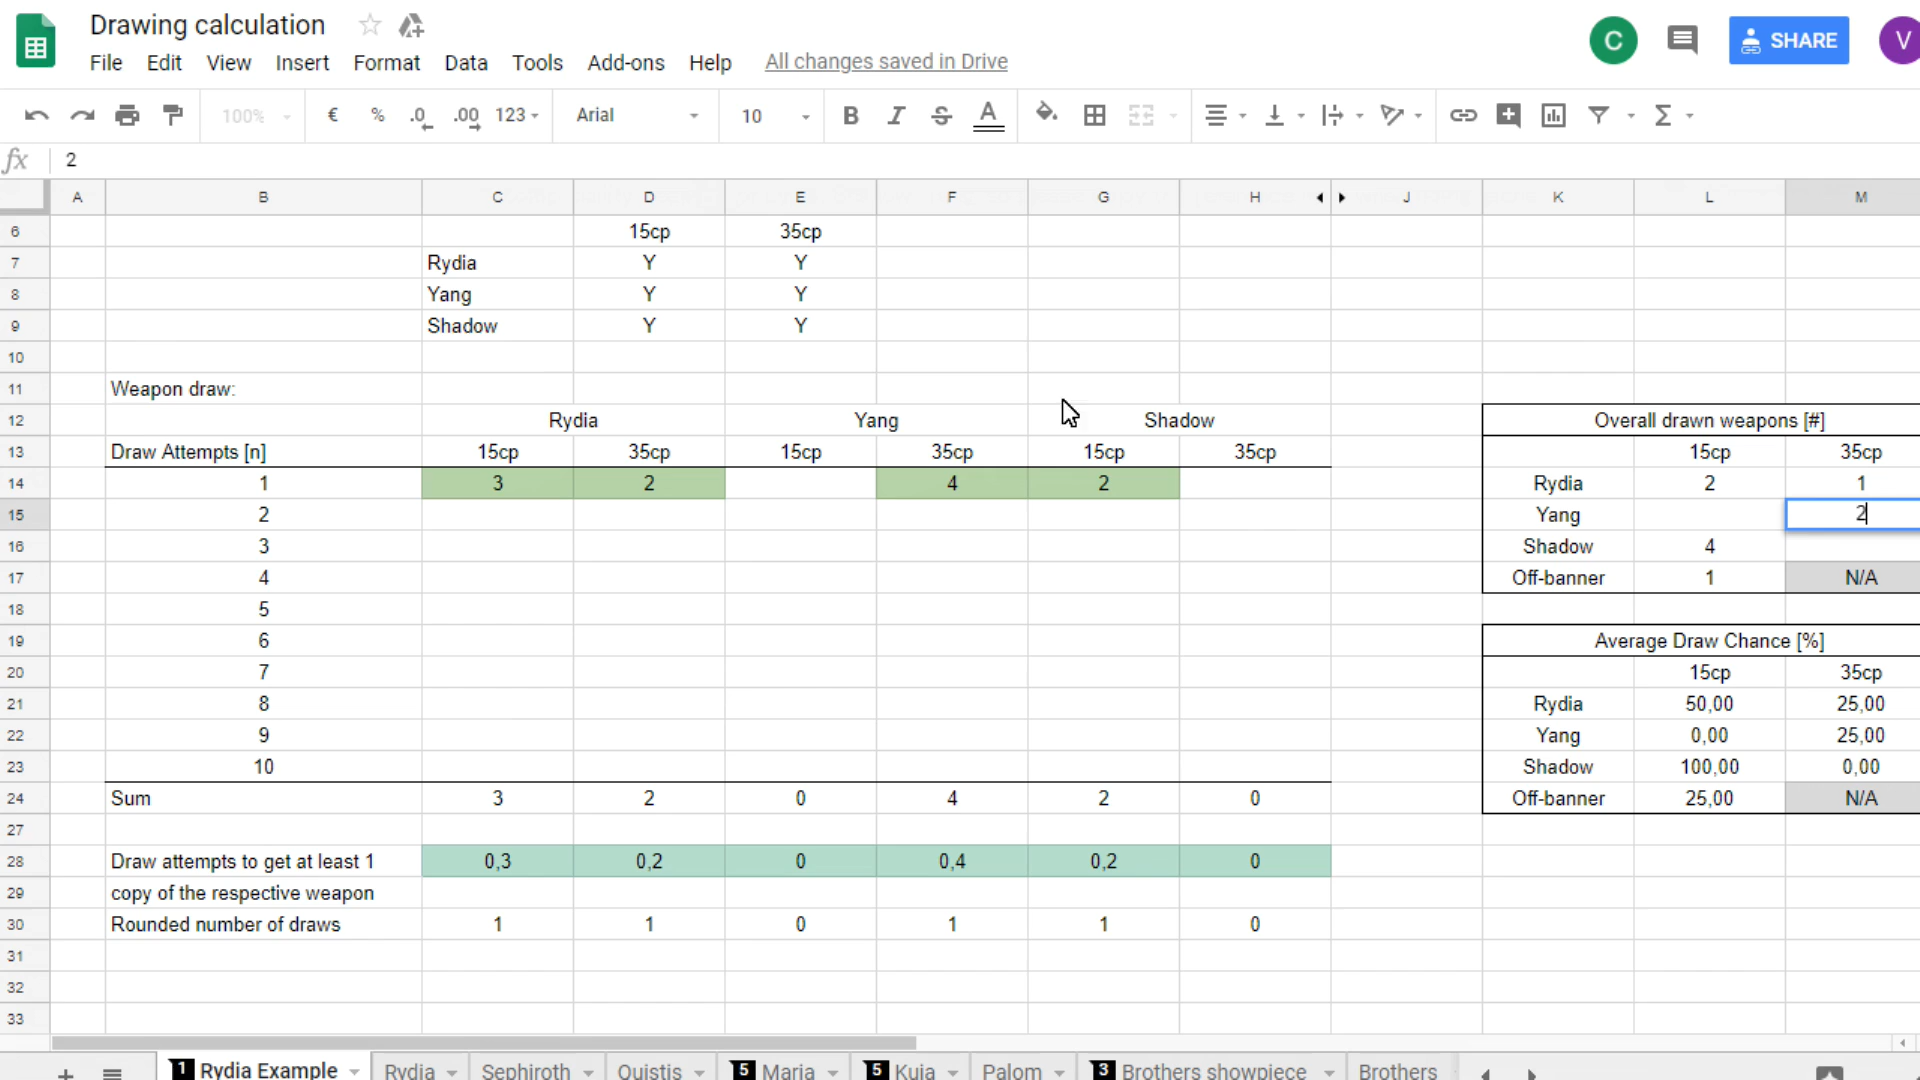 Drawing calculation
File Edit View Insert Format Data Tools Add-ons Help All changes saved in Drive
C SHARE V
100% € % .0 .00 123 Arial 10 B I S A Σ
fx 2
A B C D E F G H J K L M
6 15cp 35cp
7 Rydia Y Y
8 Yang Y Y
9 Shadow Y Y
10
11 Weapon draw:
12 Rydia Yang Shadow Overall drawn weapons [#]
13 Draw Attempts [n] 15cp 35cp 15cp 35cp 15cp 35cp 15cp 35cp
14 1 3 2 4 2 Rydia 2 1
15 2 Yang 2
16 3 Shadow 4
17 4 Off-banner 1 N/A
18 5
19 6 Average Draw Chance [%]
20 7 15cp 35cp
21 8 Rydia 50,00 25,00
22 9 Yang 0,00 25,00
23 10 Shadow 100,00 0,00
24 Sum 3 2 0 4 2 0 Off-banner 25,00 N/A
27
28 Draw attempts to get at least 1 0,3 0,2 0 0,4 0,2 0
29 copy of the respective weapon
30 Rounded number of draws 1 1 0 1 1 0
31
32
33
1 Rydia Example Rydia Sephiroth Quistis 5 Maria 5 Kuja Palom 3 Brothers showpiece Brothers